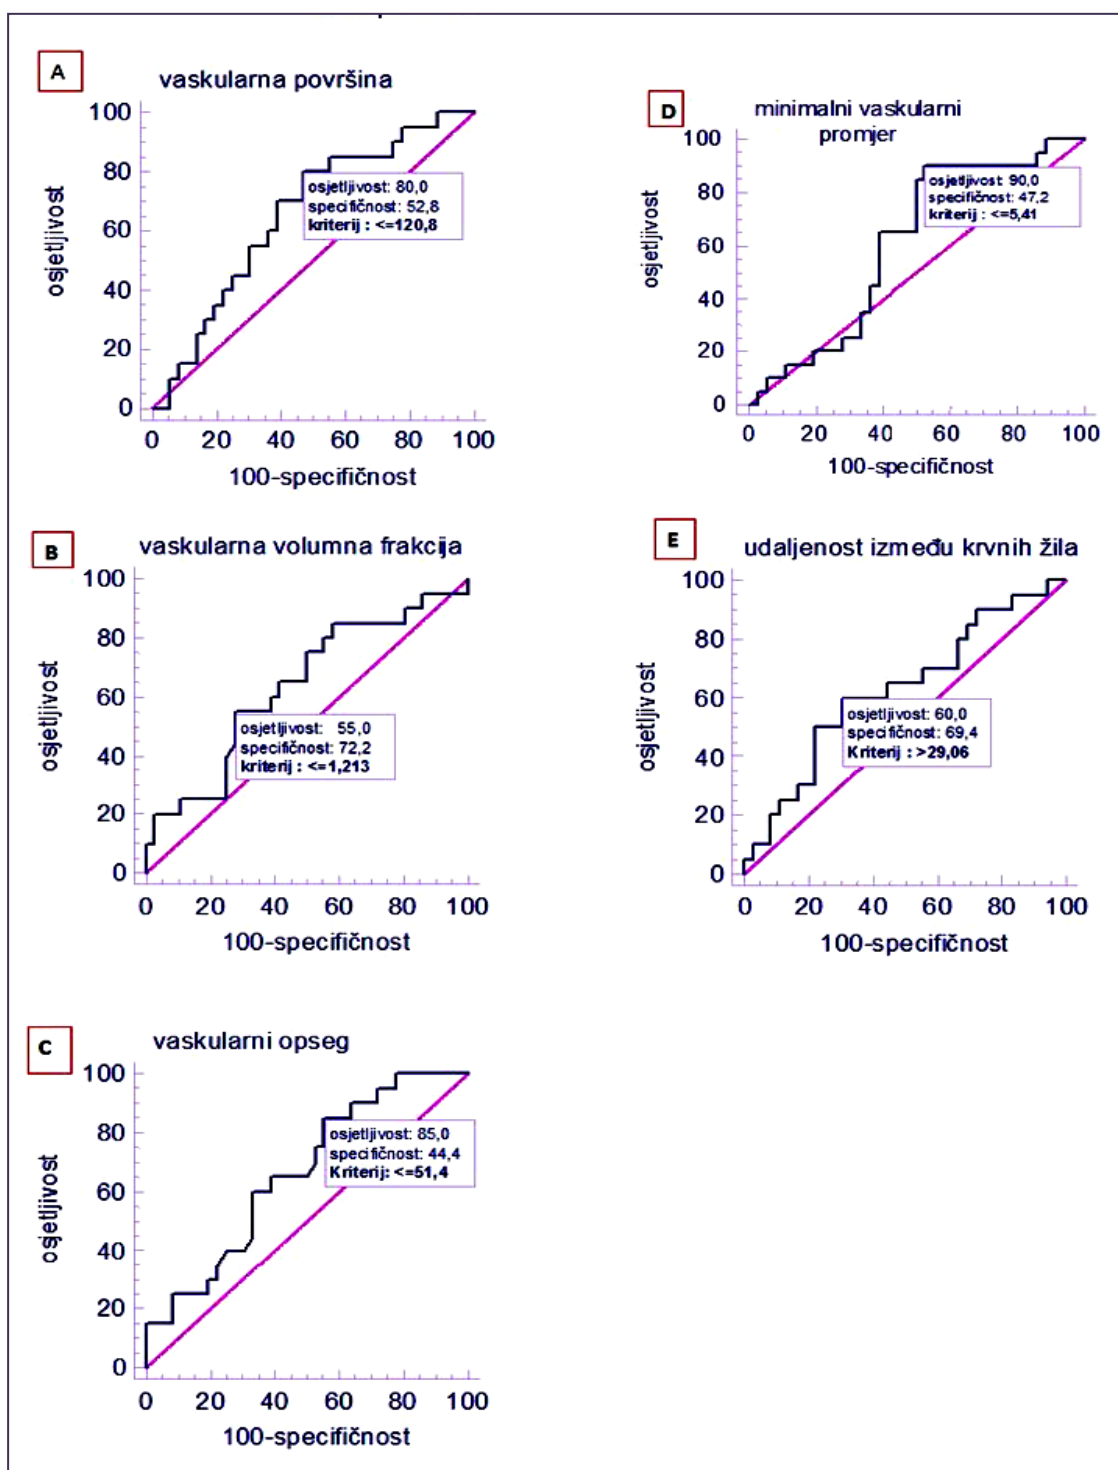 A
vaskularna površina
100
80
60
40
20
0
osjetljivost
osjetljivost: 80,0
specifičnost: 52,8
kriterij : <=120,8
0 20 40 60 80 100
100-specifičnost
B
vaskularna volumna frakcija
100
80
60
40
20
0
osjetljivost
osjetljivost: 55,0
specifičnost: 72,2
kriterij : <=1,213
0 20 40 60 80 100
100-specifičnost
C
vaskularni opseg
100
80
60
40
20
0
osjetljivost
osjetljivost: 85,0
specifičnost: 44,4
Kriterij: <=51,4
0 20 40 60 80 100
100-specifičnost
D
minimalni vaskularni
promjer
100
80
60
40
20
0
osjetljivost
osjetljivost: 90,0
specifičnost: 47,2
kriterij : <=5,41
0 20 40 60 80 100
100-specifičnost
E
udaljenost između krvnih žila
100
80
60
40
20
0
osjetljivost
osjetljivost: 60,0
specifičnost: 69,4
Kriterij : >29,06
0 20 40 60 80 100
100-specifičnost